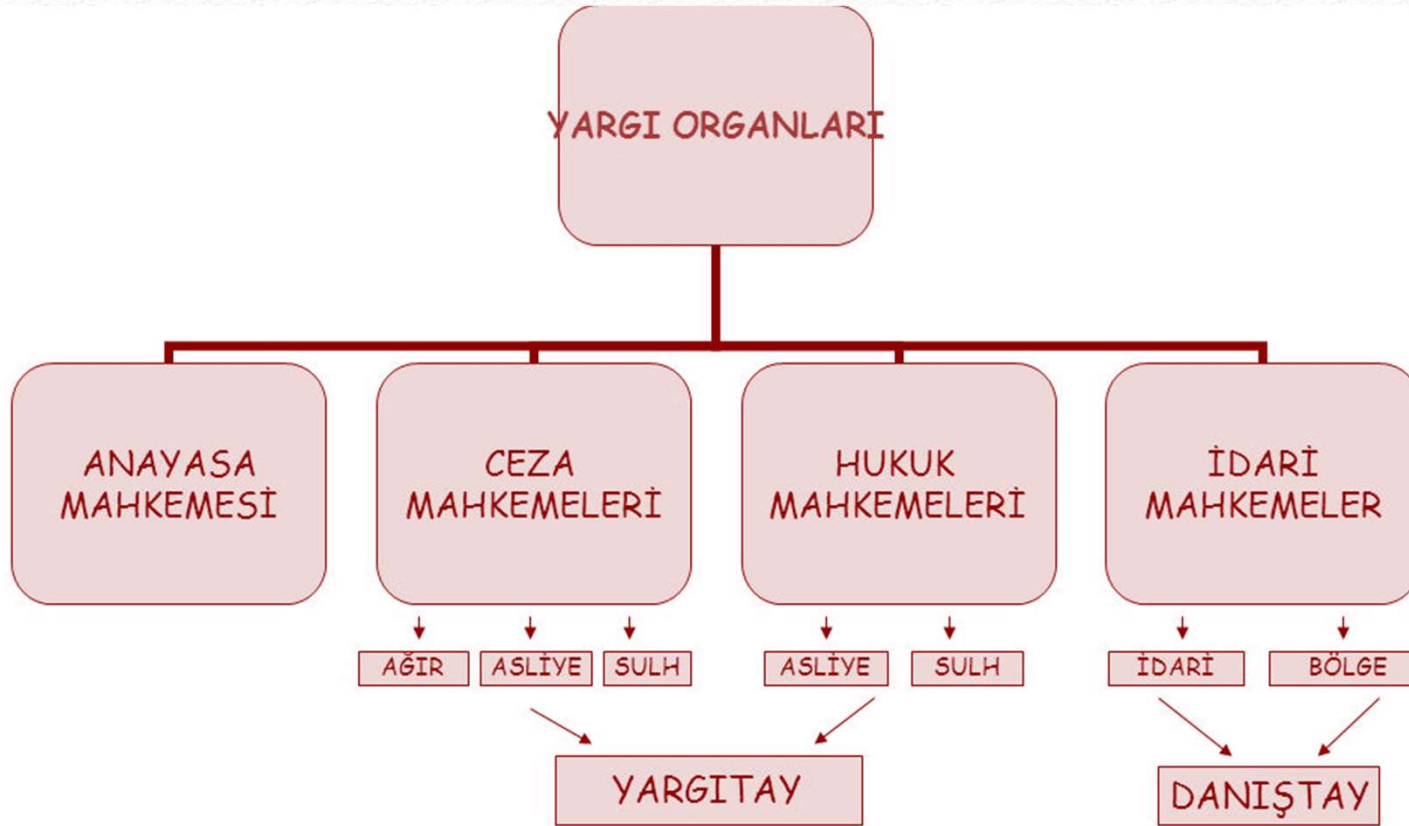 YARGI ORGANLARI
ANAYASA
MAHKEMESİ
CEZA
MAHKEMELERİ
HUKUK
MAHKEMELERİ
İDARİ
MAHKEMELER
AĞIR
ASLİYE
SULH
ASLİYE
SULH
İDARİ
BÖLGE
YARGITAY
DANIŞTAY